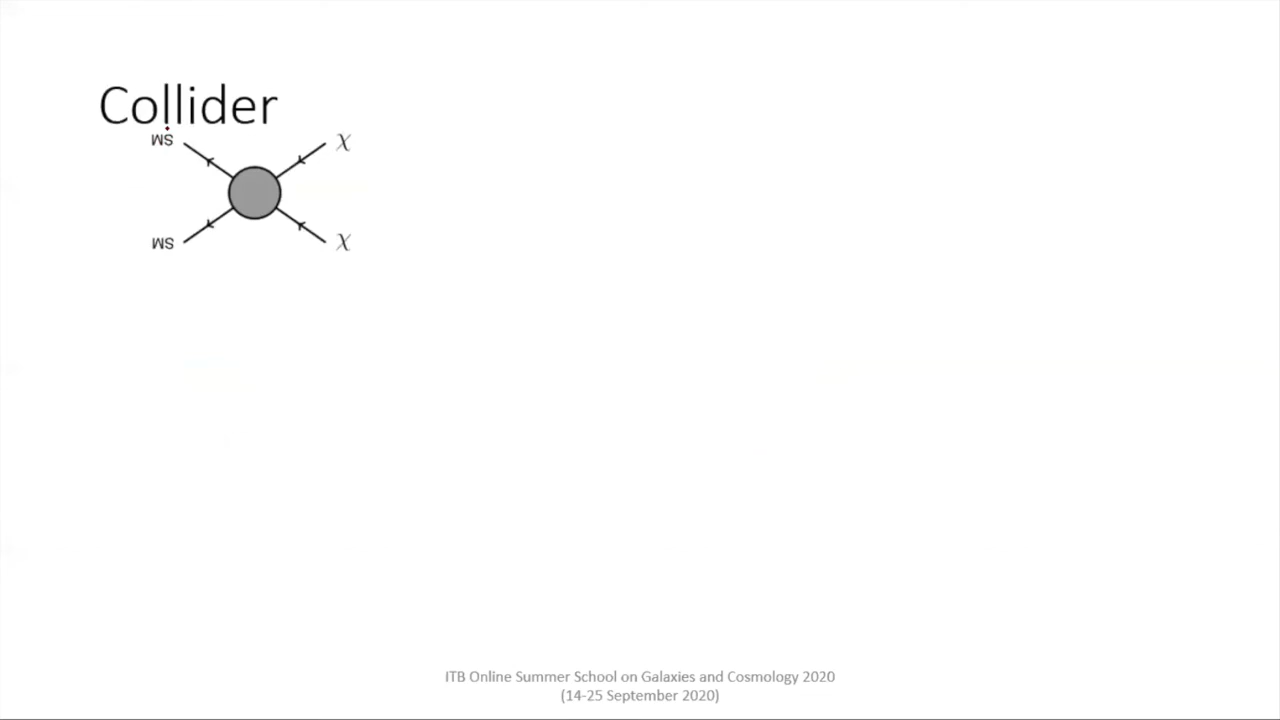 Collider
SM χ
SM χ
ITB Online Summer School on Galaxies and Cosmology 2020
(14-25 September 2020)